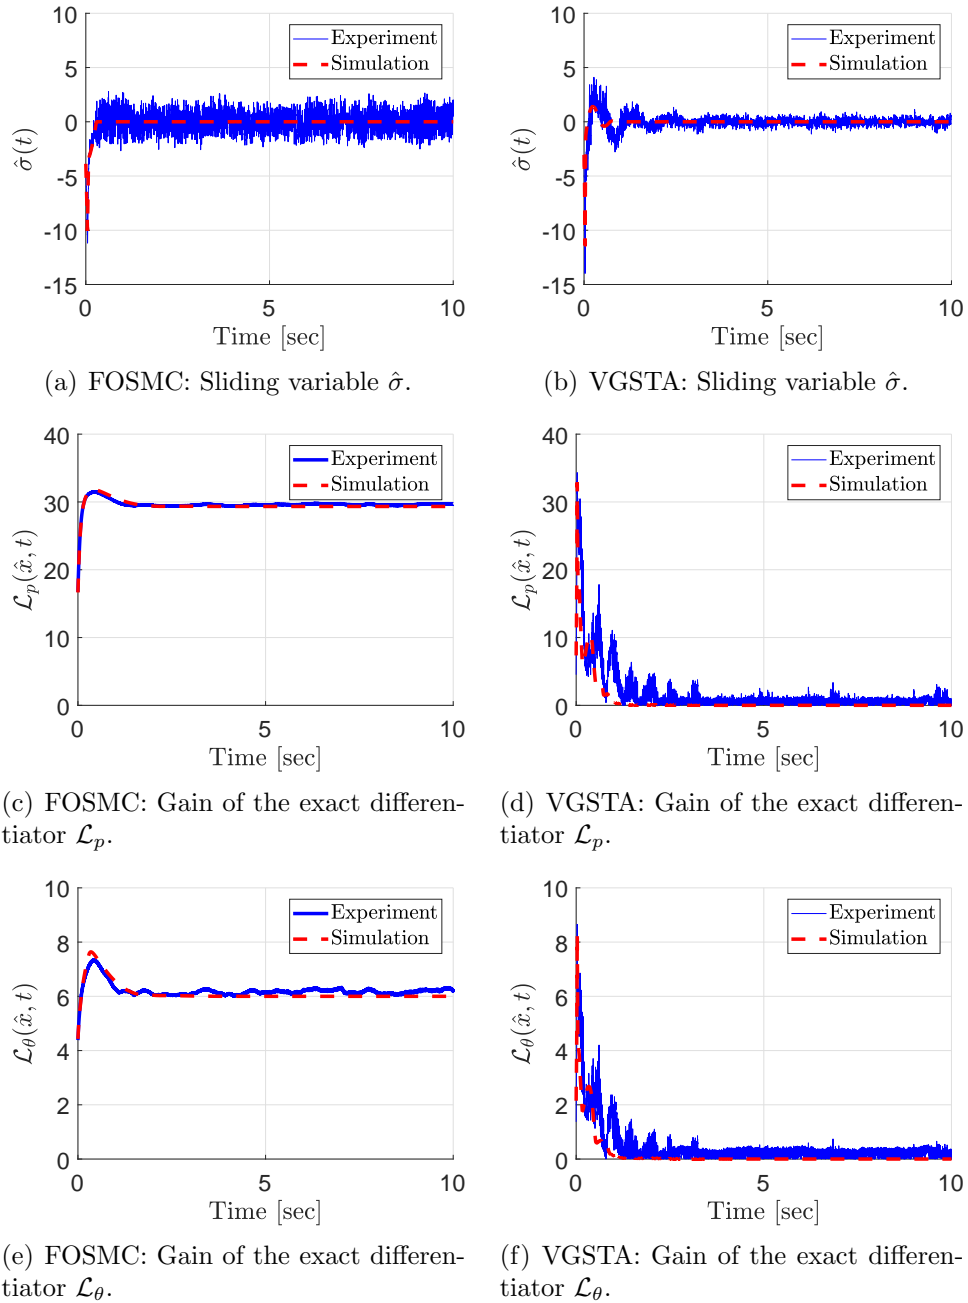 10
5
0
-5
-10
-15
σ̂(t)
Experiment
Simulation
0
5
10
Time [sec]
(a) FOSMC: Sliding variable σ̂.
10
5
0
-5
-10
-15
σ̂(t)
Experiment
Simulation
0
5
10
Time [sec]
(b) VGSTA: Sliding variable σ̂.
40
30
20
10
0
ℒₚ(x̂, t)
Experiment
Simulation
0
5
10
Time [sec]
(c) FOSMC: Gain of the exact differen-
tiator ℒₚ.
40
30
20
10
0
ℒₚ(x̂, t)
Experiment
Simulation
0
5
10
Time [sec]
(d) VGSTA: Gain of the exact differen-
tiator ℒₚ.
10
8
6
4
2
0
ℒ_θ(x̂, t)
Experiment
Simulation
0
5
10
Time [sec]
(e) FOSMC: Gain of the exact differen-
tiator ℒ_θ.
10
8
6
4
2
0
ℒ_θ(x̂, t)
Experiment
Simulation
0
5
10
Time [sec]
(f) VGSTA: Gain of the exact differen-
tiator ℒ_θ.